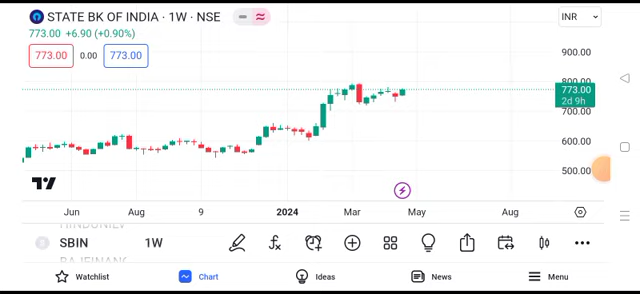 STATE BK OF INDIA · 1W · NSE
INR
773.00 +6.90 (+0.90%)
773.00 0.00 773.00
900.00
800.00
773.00
2d 9h
700.00
600.00
500.00
Jun Aug 9 2024 Mar May Aug
SBIN 1W
Watchlist Chart Ideas News Menu